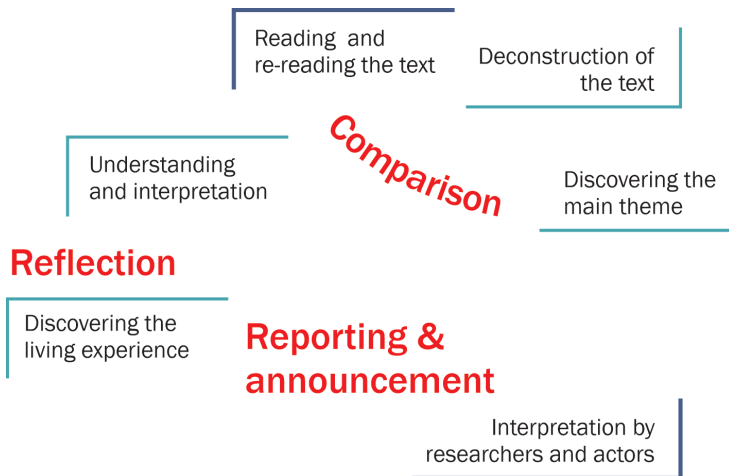 Reading and
re-reading the text
Deconstruction of
the text
Comparison
Understanding
and interpretation
Discovering the
main theme
Reflection
Discovering the
living experience
Reporting &
announcement
Interpretation by
researchers and actors